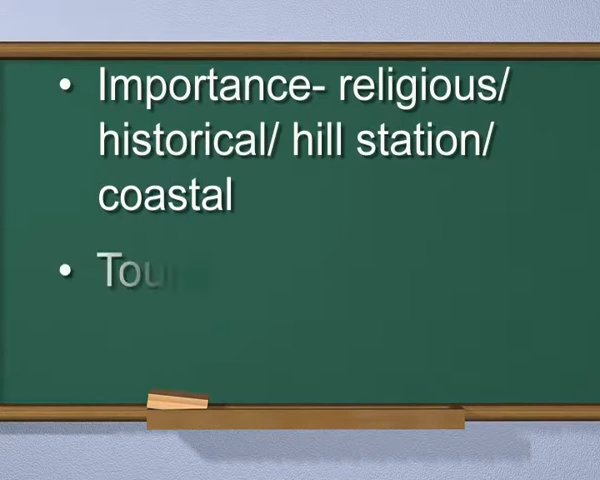 • Importance- religious/
historical/ hill station/
coastal
•